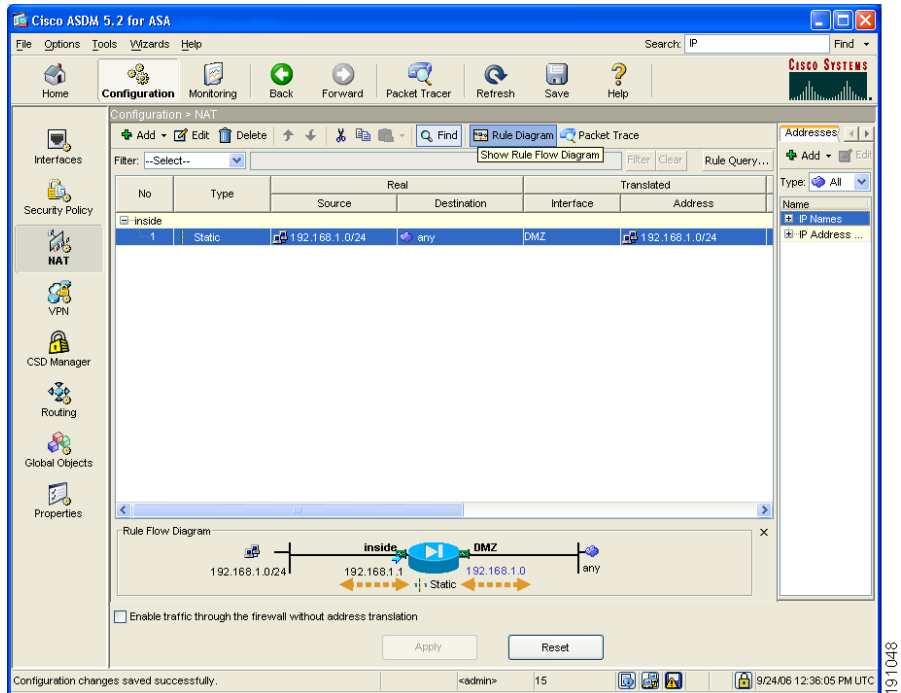 Cisco ASDM 5.2 for ASA
File Options Tools Wizards Help Search: IP Find
Home Configuration Monitoring Back Forward Packet Tracer Refresh Save Help
CISCO SYSTEMS
Configuration > NAT
Add Edit Delete Find Rule Diagram Packet Trace
Show Rule Flow Diagram
Filter: --Select-- Filter Clear Rule Query...
No Type Real Translated
Source Destination Interface Address
inside
1 Static 192.168.1.0/24 any DMZ 192.168.1.0/24
Addresses
Add Edit
Type: All
Name
IP Names
IP Address ...
Interfaces
Security Policy
NAT
VPN
CSD Manager
Routing
Global Objects
Properties
Rule Flow Diagram
inside DMZ
192.168.1.0/24 192.168.1.1 192.168.1.0 any
Static
Enable traffic through the firewall without address translation
Apply Reset
Configuration changes saved successfully. <admin> 15 9/24/06 12:36:05 PM UTC
191048